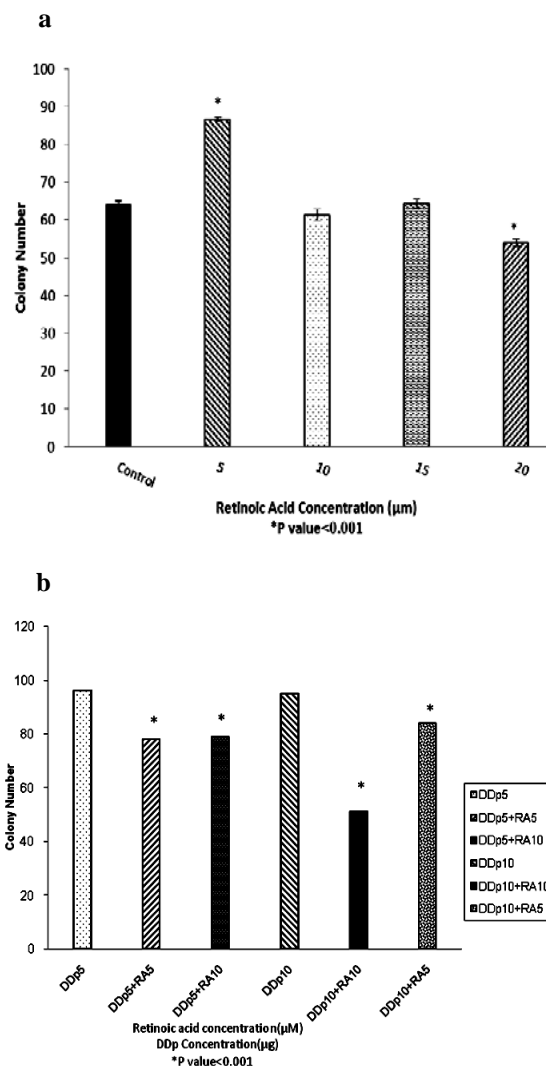 a
100
90
80
70
60
50
40
30
20
10
0
Colony Number
*
*
Control
5
10
15
20
Retinoic Acid Concentration (µm)
*P value<0.001
b
120
100
80
60
40
20
0
Colony Number
*
*
*
*
DDp5
DDp5+RA5
DDp5+RA10
DDp10
DDp10+RA10
DDp10+RA5
DDp5
DDp5+RA5
DDp5+RA10
DDp10
DDp10+RA10
DDp10+RA5
Retinoic acid concentration(µM)
DDp Concentration(µg)
*P value<0.001